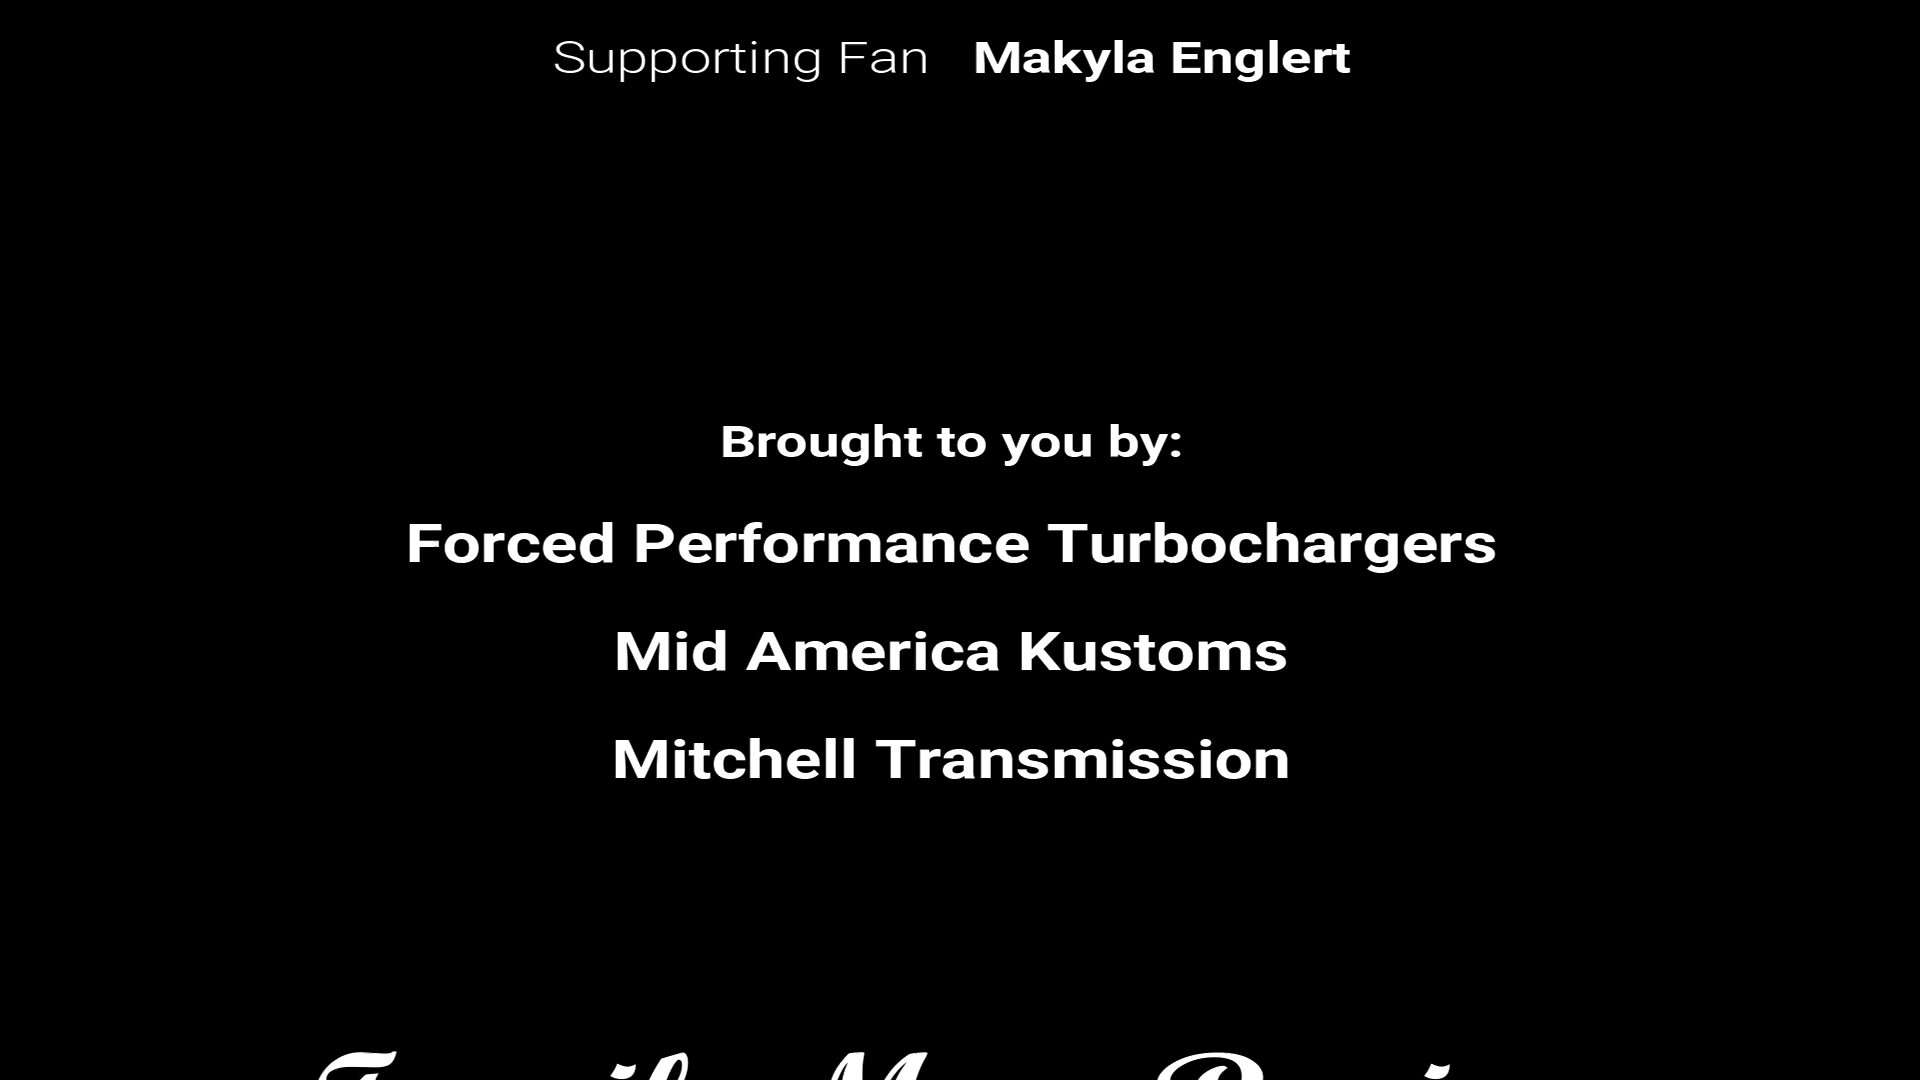 Supporting Fan Makyla Englert
Brought to you by:
Forced Performance Turbochargers
Mid America Kustoms
Mitchell Transmission